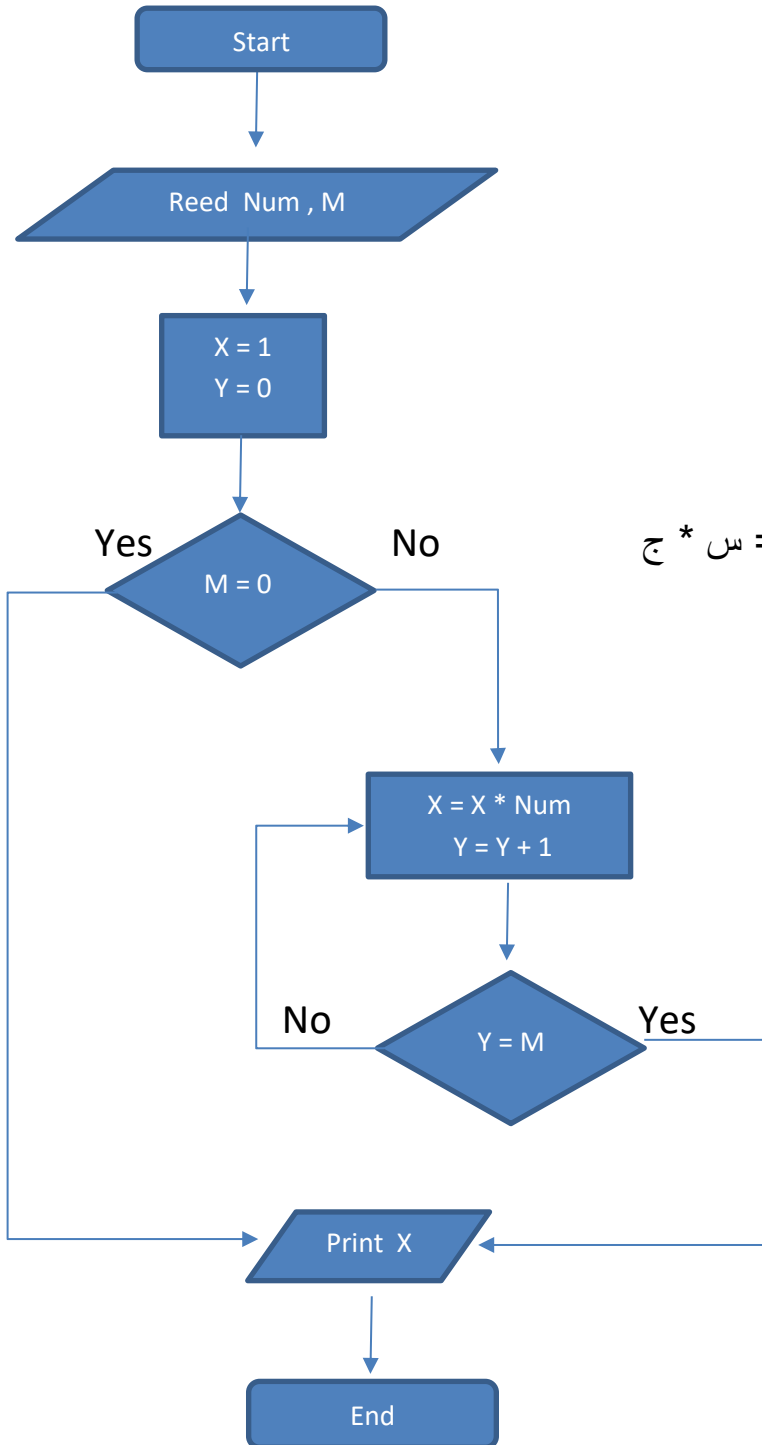 Start
Reed Num , M
X = 1
Y = 0
Yes
No
= س * ج
M = 0
X = X * Num
Y = Y + 1
No
Yes
Y = M
Print X
End